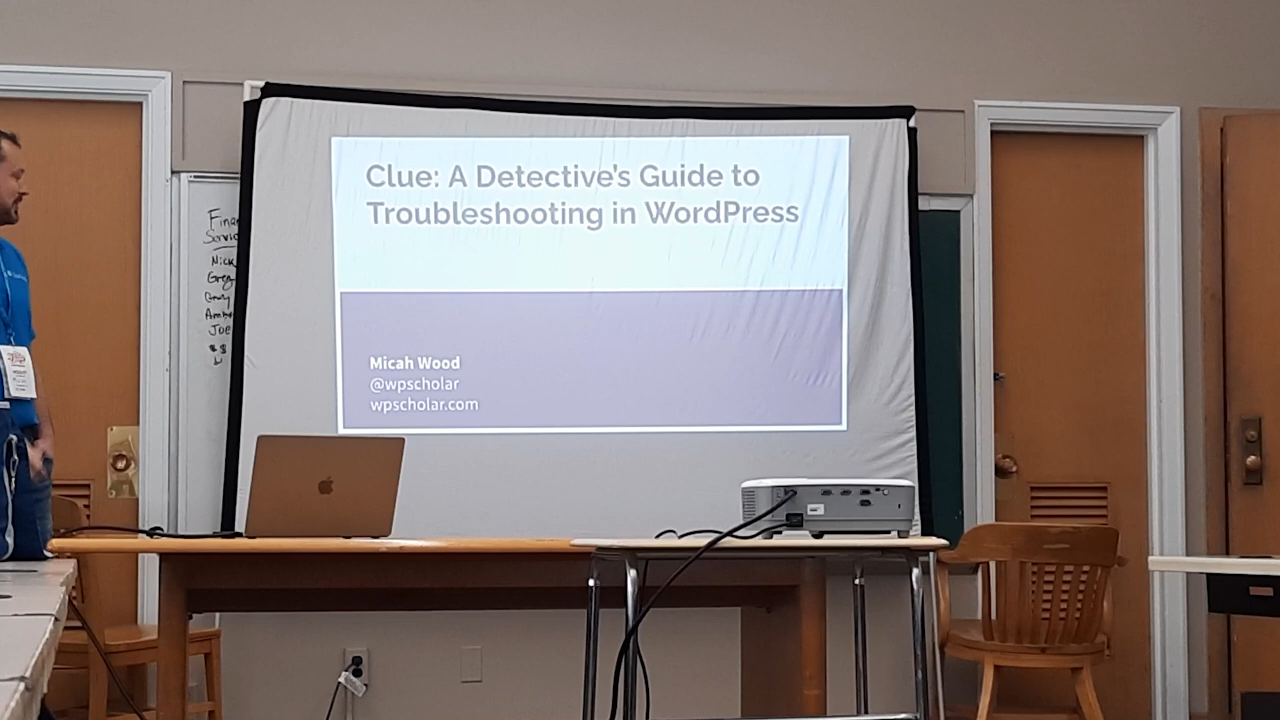 Clue: A Detective's Guide to
Troubleshooting in WordPress
Micah Wood
@wpscholar
wpscholar.com
Nick
Greg
Joe
$ $